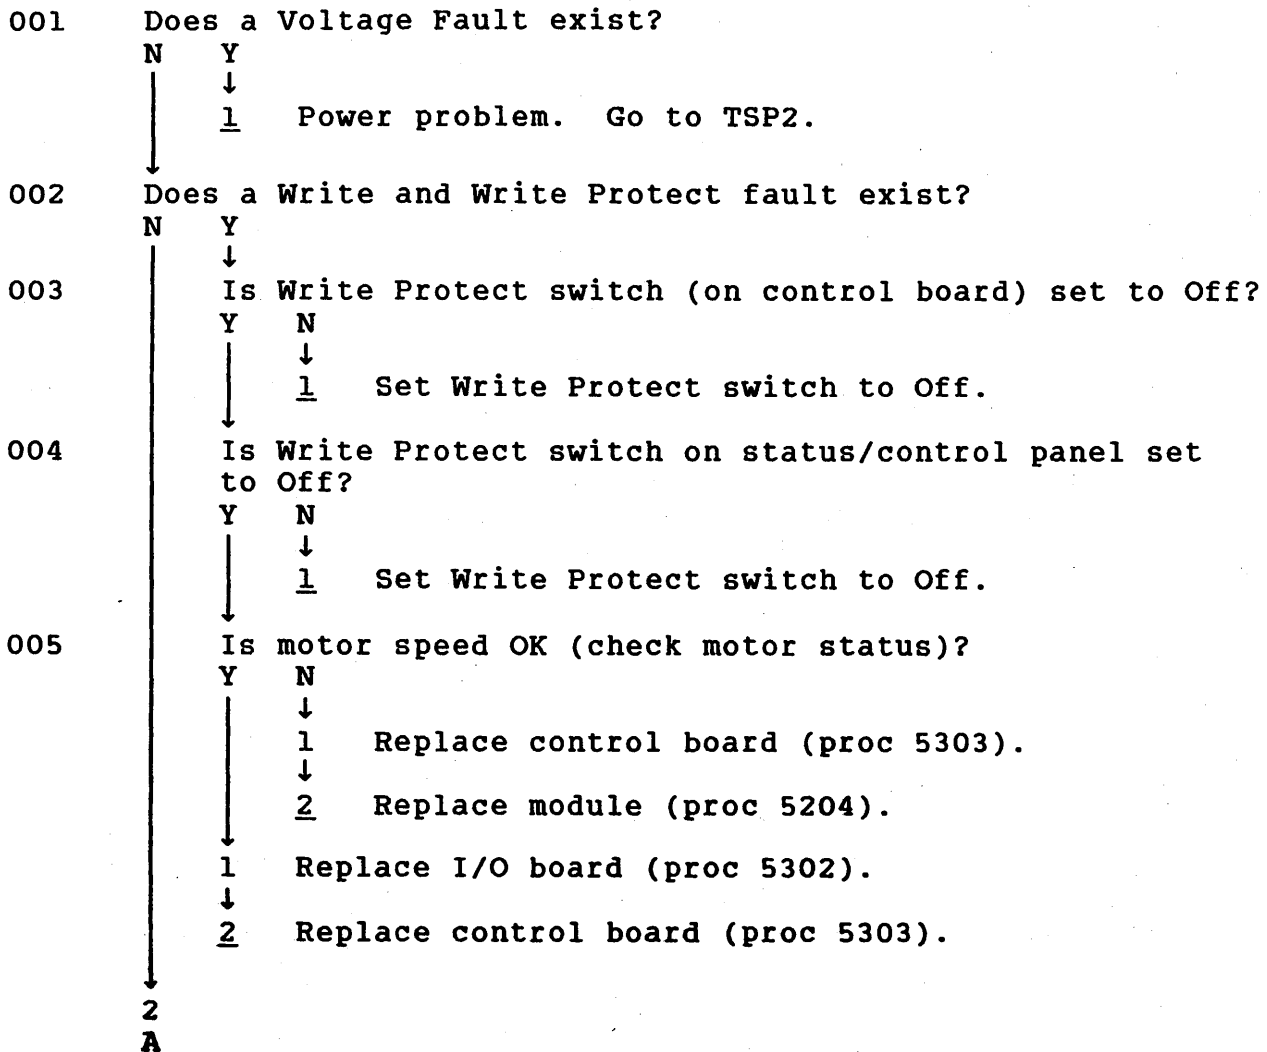 001 Does a Voltage Fault exist?
N Y
↓
1 Power problem. Go to TSP2.
002 Does a Write and Write Protect fault exist?
N Y
↓
003 Is Write Protect switch (on control board) set to Off?
Y N
↓
1 Set Write Protect switch to Off.
004 Is Write Protect switch on status/control panel set
to Off?
Y N
↓
1 Set Write Protect switch to Off.
005 Is motor speed OK (check motor status)?
Y N
↓
1 Replace control board (proc 5303).
↓
2 Replace module (proc 5204).
1 Replace I/O board (proc 5302).
↓
2 Replace control board (proc 5303).
2
A